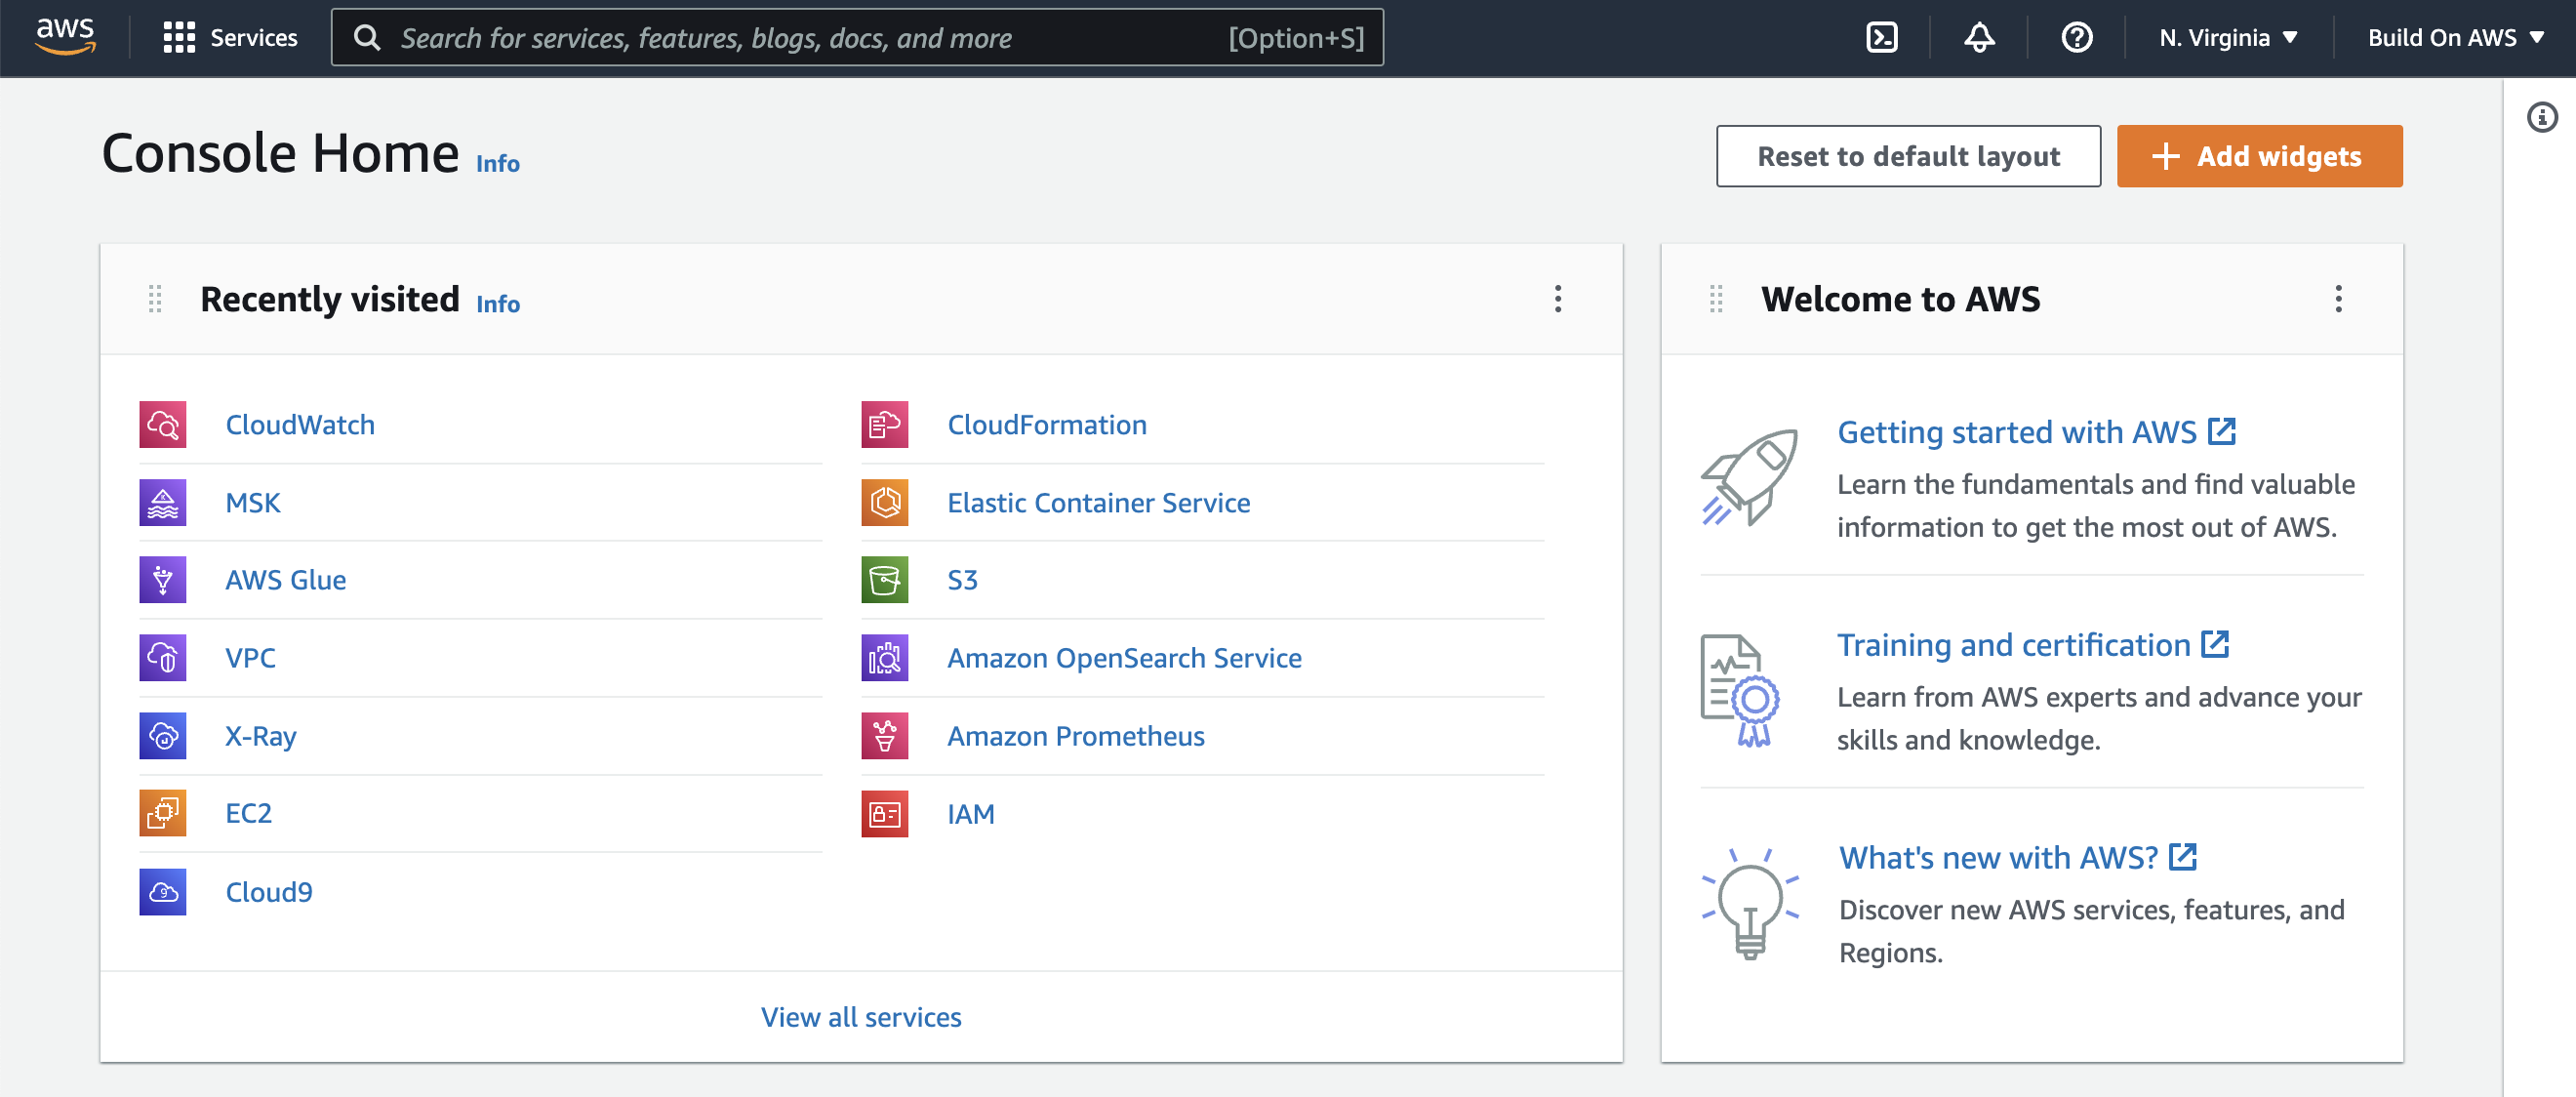 aws
Services
Search for services, features, blogs, docs, and more
[Option+S]
N. Virginia
Build On AWS
Console Home Info
Reset to default layout
Add widgets
Recently visited Info
CloudWatch
MSK
AWS Glue
VPC
X-Ray
EC2
Cloud9
CloudFormation
Elastic Container Service
S3
Amazon OpenSearch Service
Amazon Prometheus
IAM
View all services
Welcome to AWS
Getting started with AWS
Learn the fundamentals and find valuable
information to get the most out of AWS.
Training and certification
Learn from AWS experts and advance your
skills and knowledge.
What's new with AWS?
Discover new AWS services, features, and
Regions.